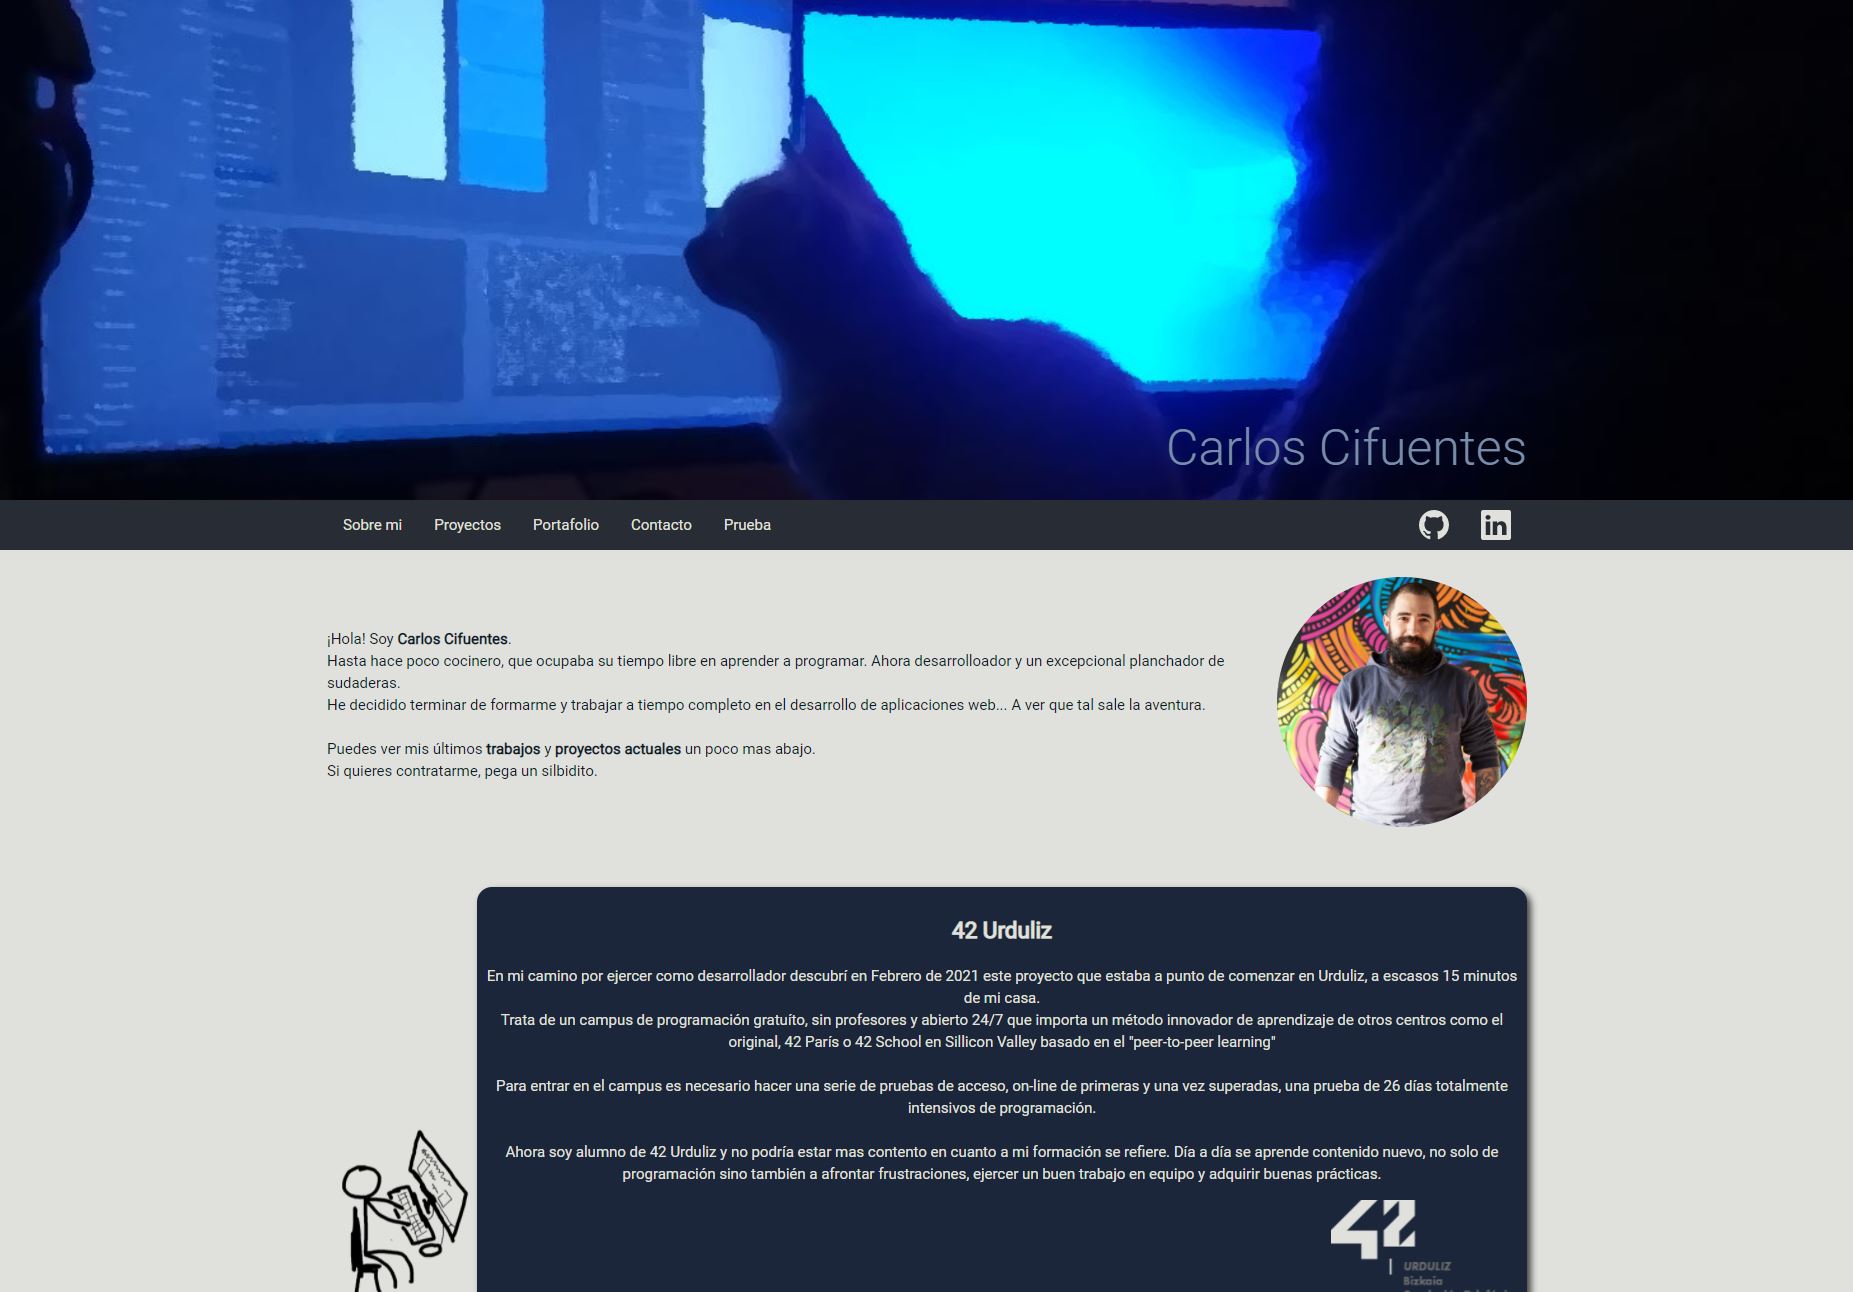 Carlos Cifuentes
Sobre mi
Proyectos
Portafolio
Contacto
Prueba
in
¡Hola! Soy Carlos Cifuentes.
Hasta hace poco cocinero, que ocupaba su tiempo libre en aprender a programar. Ahora desarrolloador y un excepcional planchador de
sudaderas.
He decidido terminar de formarme y trabajar a tiempo completo en el desarrollo de aplicaciones web... A ver que tal sale la aventura.
Puedes ver mis últimos trabajos y proyectos actuales un poco mas abajo.
Si quieres contratarme, pega un silbidito.
42 Urduliz
En mi camino por ejercer como desarrollador descubrí en Febrero de 2021 este proyecto que estaba a punto de comenzar en Urduliz, a escasos 15 minutos
de mi casa.
Trata de un campus de programación gratuíto, sin profesores y abierto 24/7 que importa un método innovador de aprendizaje de otros centros como el
original, 42 París o 42 School en Sillicon Valley basado en el "peer-to-peer learning"
Para entrar en el campus es necesario hacer una serie de pruebas de acceso, on-line de primeras y una vez superadas, una prueba de 26 días totalmente
intensivos de programación.
Ahora soy alumno de 42 Urduliz y no podría estar mas contento en cuanto a mi formación se refiere. Día a día se aprende contenido nuevo, no solo de
programación sino también a afrontar frustraciones, ejercer un buen trabajo en equipo y adquirir buenas prácticas.
42
URDULIZ
Bizkaia